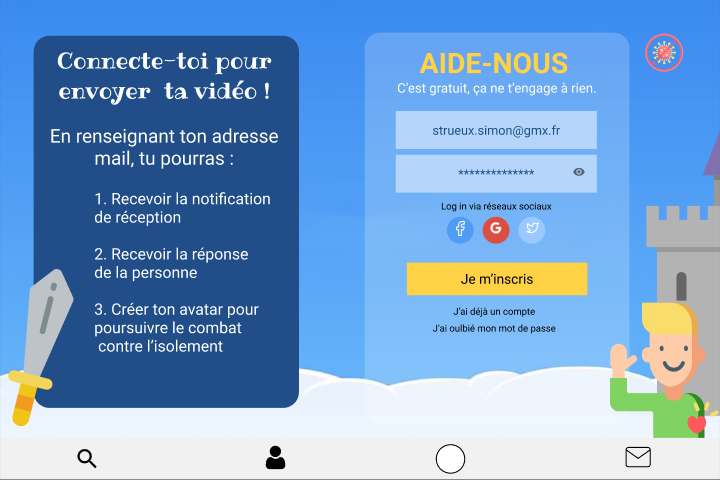 Connecte-toi pour
envoyer ta vidéo !
En renseignant ton adresse
mail, tu pourras :
1. Recevoir la notification
de réception
2. Recevoir la réponse
de la personne
3. Créer ton avatar pour
poursuivre le combat
contre l'isolement
AIDE-NOUS
C'est gratuit, ça ne t'engage à rien.
strueux.simon@gmx.fr
**************
Log in via réseaux sociaux
f G
Je m'inscris
J'ai déjà un compte
J'ai oulbié mon mot de passe